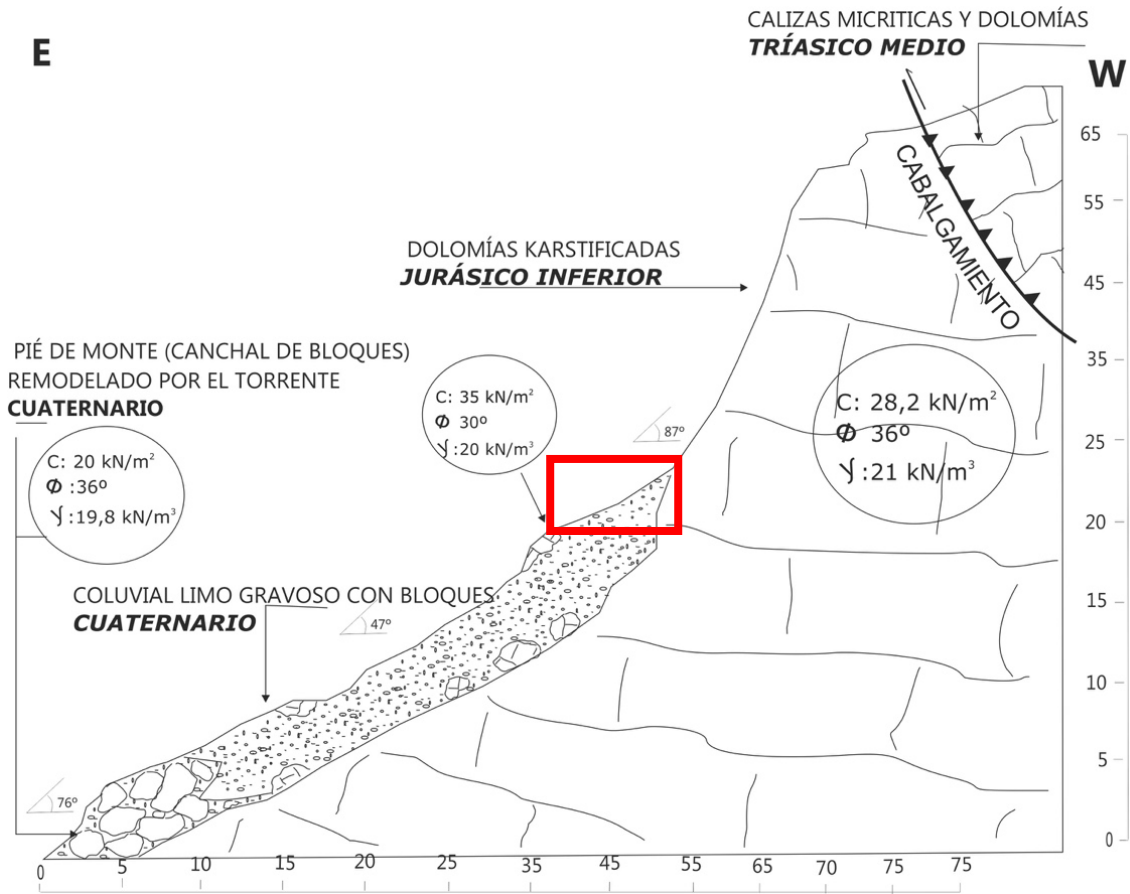 CALIZAS MICRITICAS Y DOLOMÍAS
TRÍASICO MEDIO
E
W
CABALGAMIENTO
DOLOMÍAS KARSTIFICADAS
JURÁSICO INFERIOR
PIÉ DE MONTE (CANCHAL DE BLOQUES)
REMODELADO POR EL TORRENTE
CUATERNARIO
C: 20 kN/m²
Φ :36º
γ :19,8 kN/m³
C: 35 kN/m²
Φ 30º
γ :20 kN/m³
87º
C: 28,2 kN/m²
Φ 36º
γ :21 kN/m³
COLUVIAL LIMO GRAVOSO CON BLOQUES
CUATERNARIO
47º
76º
65
55
45
35
25
20
15
10
5
0
0 5 10 15 20 25 35 45 55 65 70 75 75